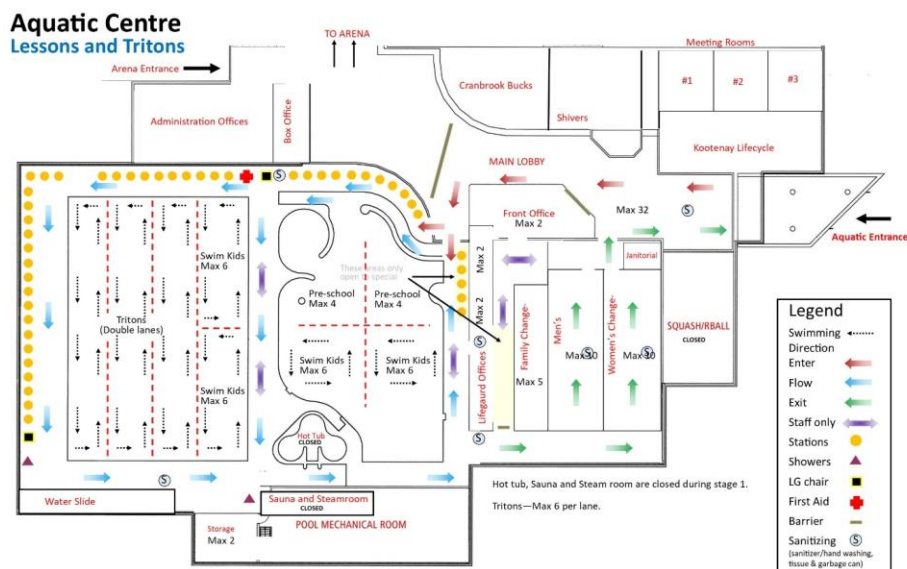 Aquatic Centre
Lessons and Tritons
TO ARENA
Arena Entrance
Meeting Rooms
#1
#2
#3
Cranbrook Bucks
Shivers
Administration Offices
Box Office
Kootenay Lifecycle
MAIN LOBBY
S
Front Office
Max 2
Max 32
S
Aquatic Entrance
Janitorial
Max 2
Max 2
These areas only
open to special
Swim Kids
Max 6
Pre-school
Max 4
Pre-school
Max 4
Tritons
(Double lanes)
Swim Kids
Max 6
Swim Kids
Max 6
Swim Kids
Max 6
Lifegaurd Offices
S
S
Family Change-
Max 5
Men's
Max 10
S
Women's Change-
Max 10
S
SQUASH/RBALL
CLOSED
Hot Tub
CLOSED
S
Water Slide
Sauna and Steamroom
CLOSED
Storage
Max 2
POOL MECHANICAL ROOM
Hot tub, Sauna and Steam room are closed during stage 1.
Tritons—Max 6 per lane.
Legend
Swimming
Direction
Enter
Flow
Exit
Staff only
Stations
Showers
LG chair
First Aid
Barrier
Sanitizing S
(sanitizer/hand washing,
tissue & garbage can)